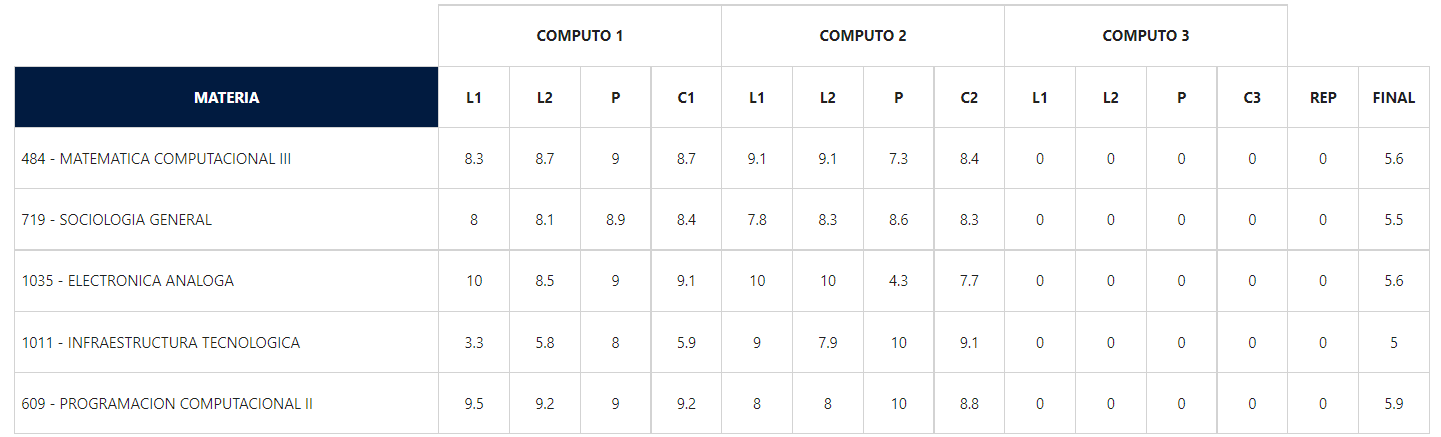 COMPUTO 1 COMPUTO 2 COMPUTO 3
MATERIA L1 L2 P C1 L1 L2 P C2 L1 L2 P C3 REP FINAL
484 - MATEMATICA COMPUTACIONAL III 8.3 8.7 9 8.7 9.1 9.1 7.3 8.4 0 0 0 0 0 5.6
719 - SOCIOLOGIA GENERAL 8 8.1 8.9 8.4 7.8 8.3 8.6 8.3 0 0 0 0 0 5.5
1035 - ELECTRONICA ANALOGA 10 8.5 9 9.1 10 10 4.3 7.7 0 0 0 0 0 5.6
1011 - INFRAESTRUCTURA TECNOLOGICA 3.3 5.8 8 5.9 9 7.9 10 9.1 0 0 0 0 0 5
609 - PROGRAMACION COMPUTACIONAL II 9.5 9.2 9 9.2 8 8 10 8.8 0 0 0 0 0 5.9